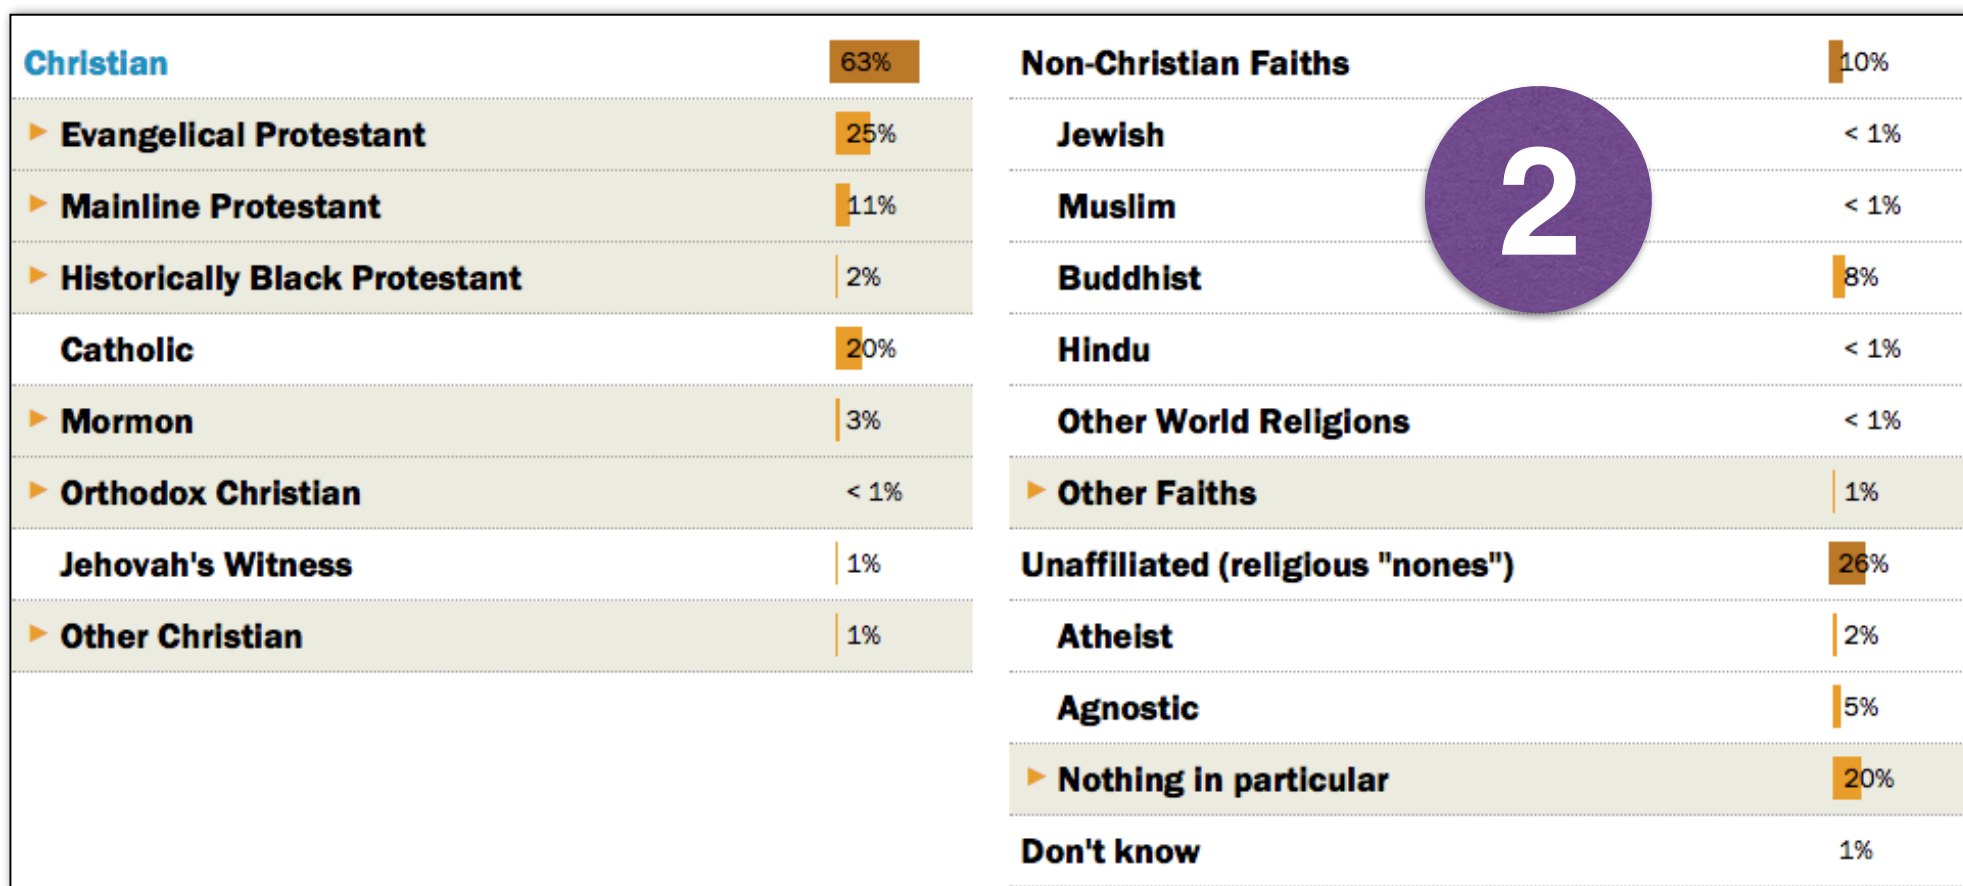 Christian 63%
Evangelical Protestant 25%
Mainline Protestant 11%
Historically Black Protestant 2%
Catholic 20%
Mormon 3%
Orthodox Christian < 1%
Jehovah's Witness 1%
Other Christian 1%
Non-Christian Faiths 10%
Jewish < 1%
Muslim < 1%
2
Buddhist 8%
Hindu < 1%
Other World Religions < 1%
Other Faiths 1%
Unaffiliated (religious "nones") 26%
Atheist 2%
Agnostic 5%
Nothing in particular 20%
Don't know 1%